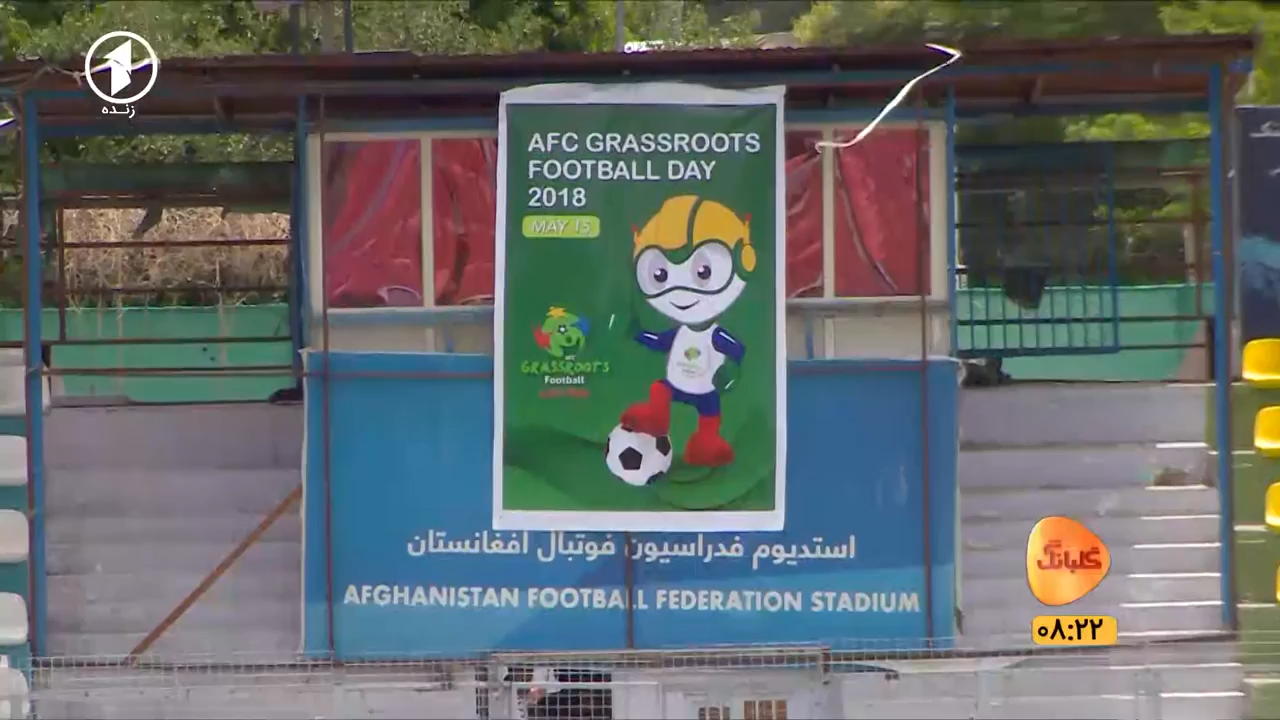 زنده
AFC GRASSROOTS
FOOTBALL DAY
2018
MAY 15
GRASSROOTS
Football
استدیوم فدراسیون فوتبال افغانستان
AFGHANISTAN FOOTBALL FEDERATION STADIUM
گلبانگ
۰۸:۲۲